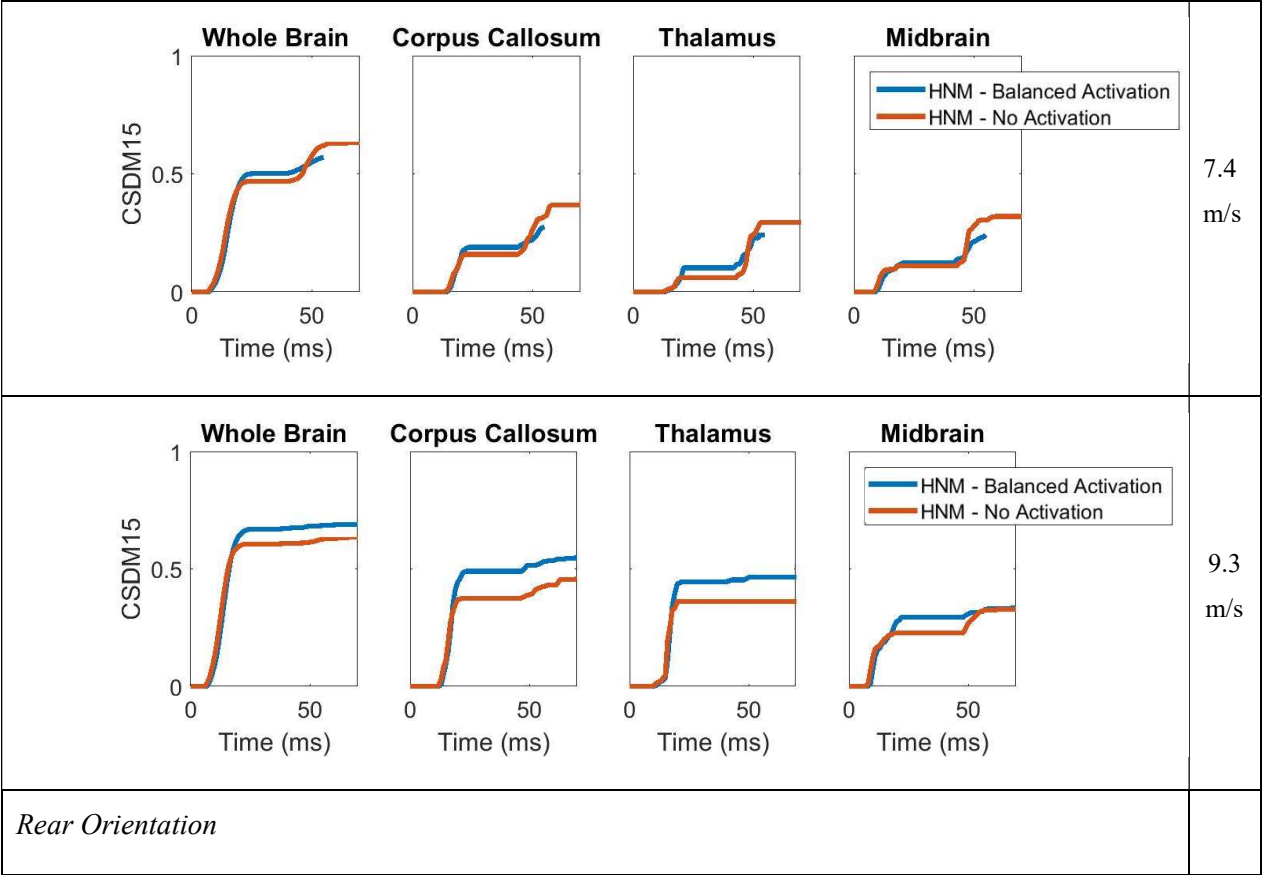 Whole Brain Corpus Callosum Thalamus Midbrain
HNM - Balanced Activation
HNM - No Activation
1
0.5
0
CSDM15
0 50 0 50 0 50 0 50
Time (ms) Time (ms) Time (ms) Time (ms)
7.4
m/s
Whole Brain Corpus Callosum Thalamus Midbrain
HNM - Balanced Activation
HNM - No Activation
1
0.5
0
CSDM15
0 50 0 50 0 50 0 50
Time (ms) Time (ms) Time (ms) Time (ms)
9.3
m/s
Rear Orientation